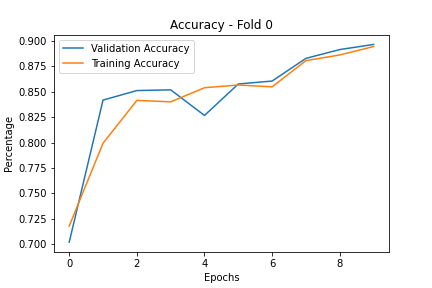 Accuracy - Fold 0
Validation Accuracy
Training Accuracy
Percentage
0.900
0.875
0.850
0.825
0.800
0.775
0.750
0.725
0.700
0 2 4 6 8
Epochs